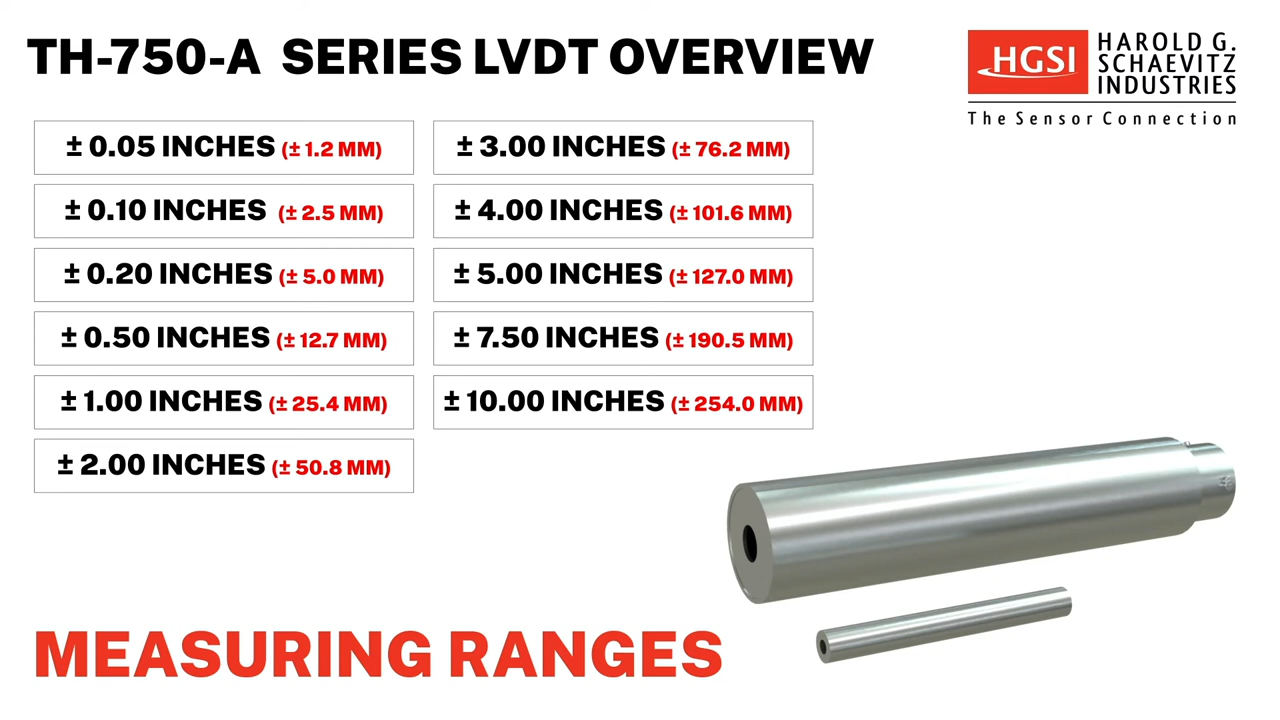 TH-750-A SERIES LVDT OVERVIEW
HGSI
HAROLD G.
SCHAEVITZ
INDUSTRIES
The Sensor Connection
± 0.05 INCHES (± 1.2 MM)
± 0.10 INCHES (± 2.5 MM)
± 0.20 INCHES (± 5.0 MM)
± 0.50 INCHES (± 12.7 MM)
± 1.00 INCHES (± 25.4 MM)
± 2.00 INCHES (± 50.8 MM)
± 3.00 INCHES (± 76.2 MM)
± 4.00 INCHES (± 101.6 MM)
± 5.00 INCHES (± 127.0 MM)
± 7.50 INCHES (± 190.5 MM)
± 10.00 INCHES (± 254.0 MM)
MEASURING RANGES